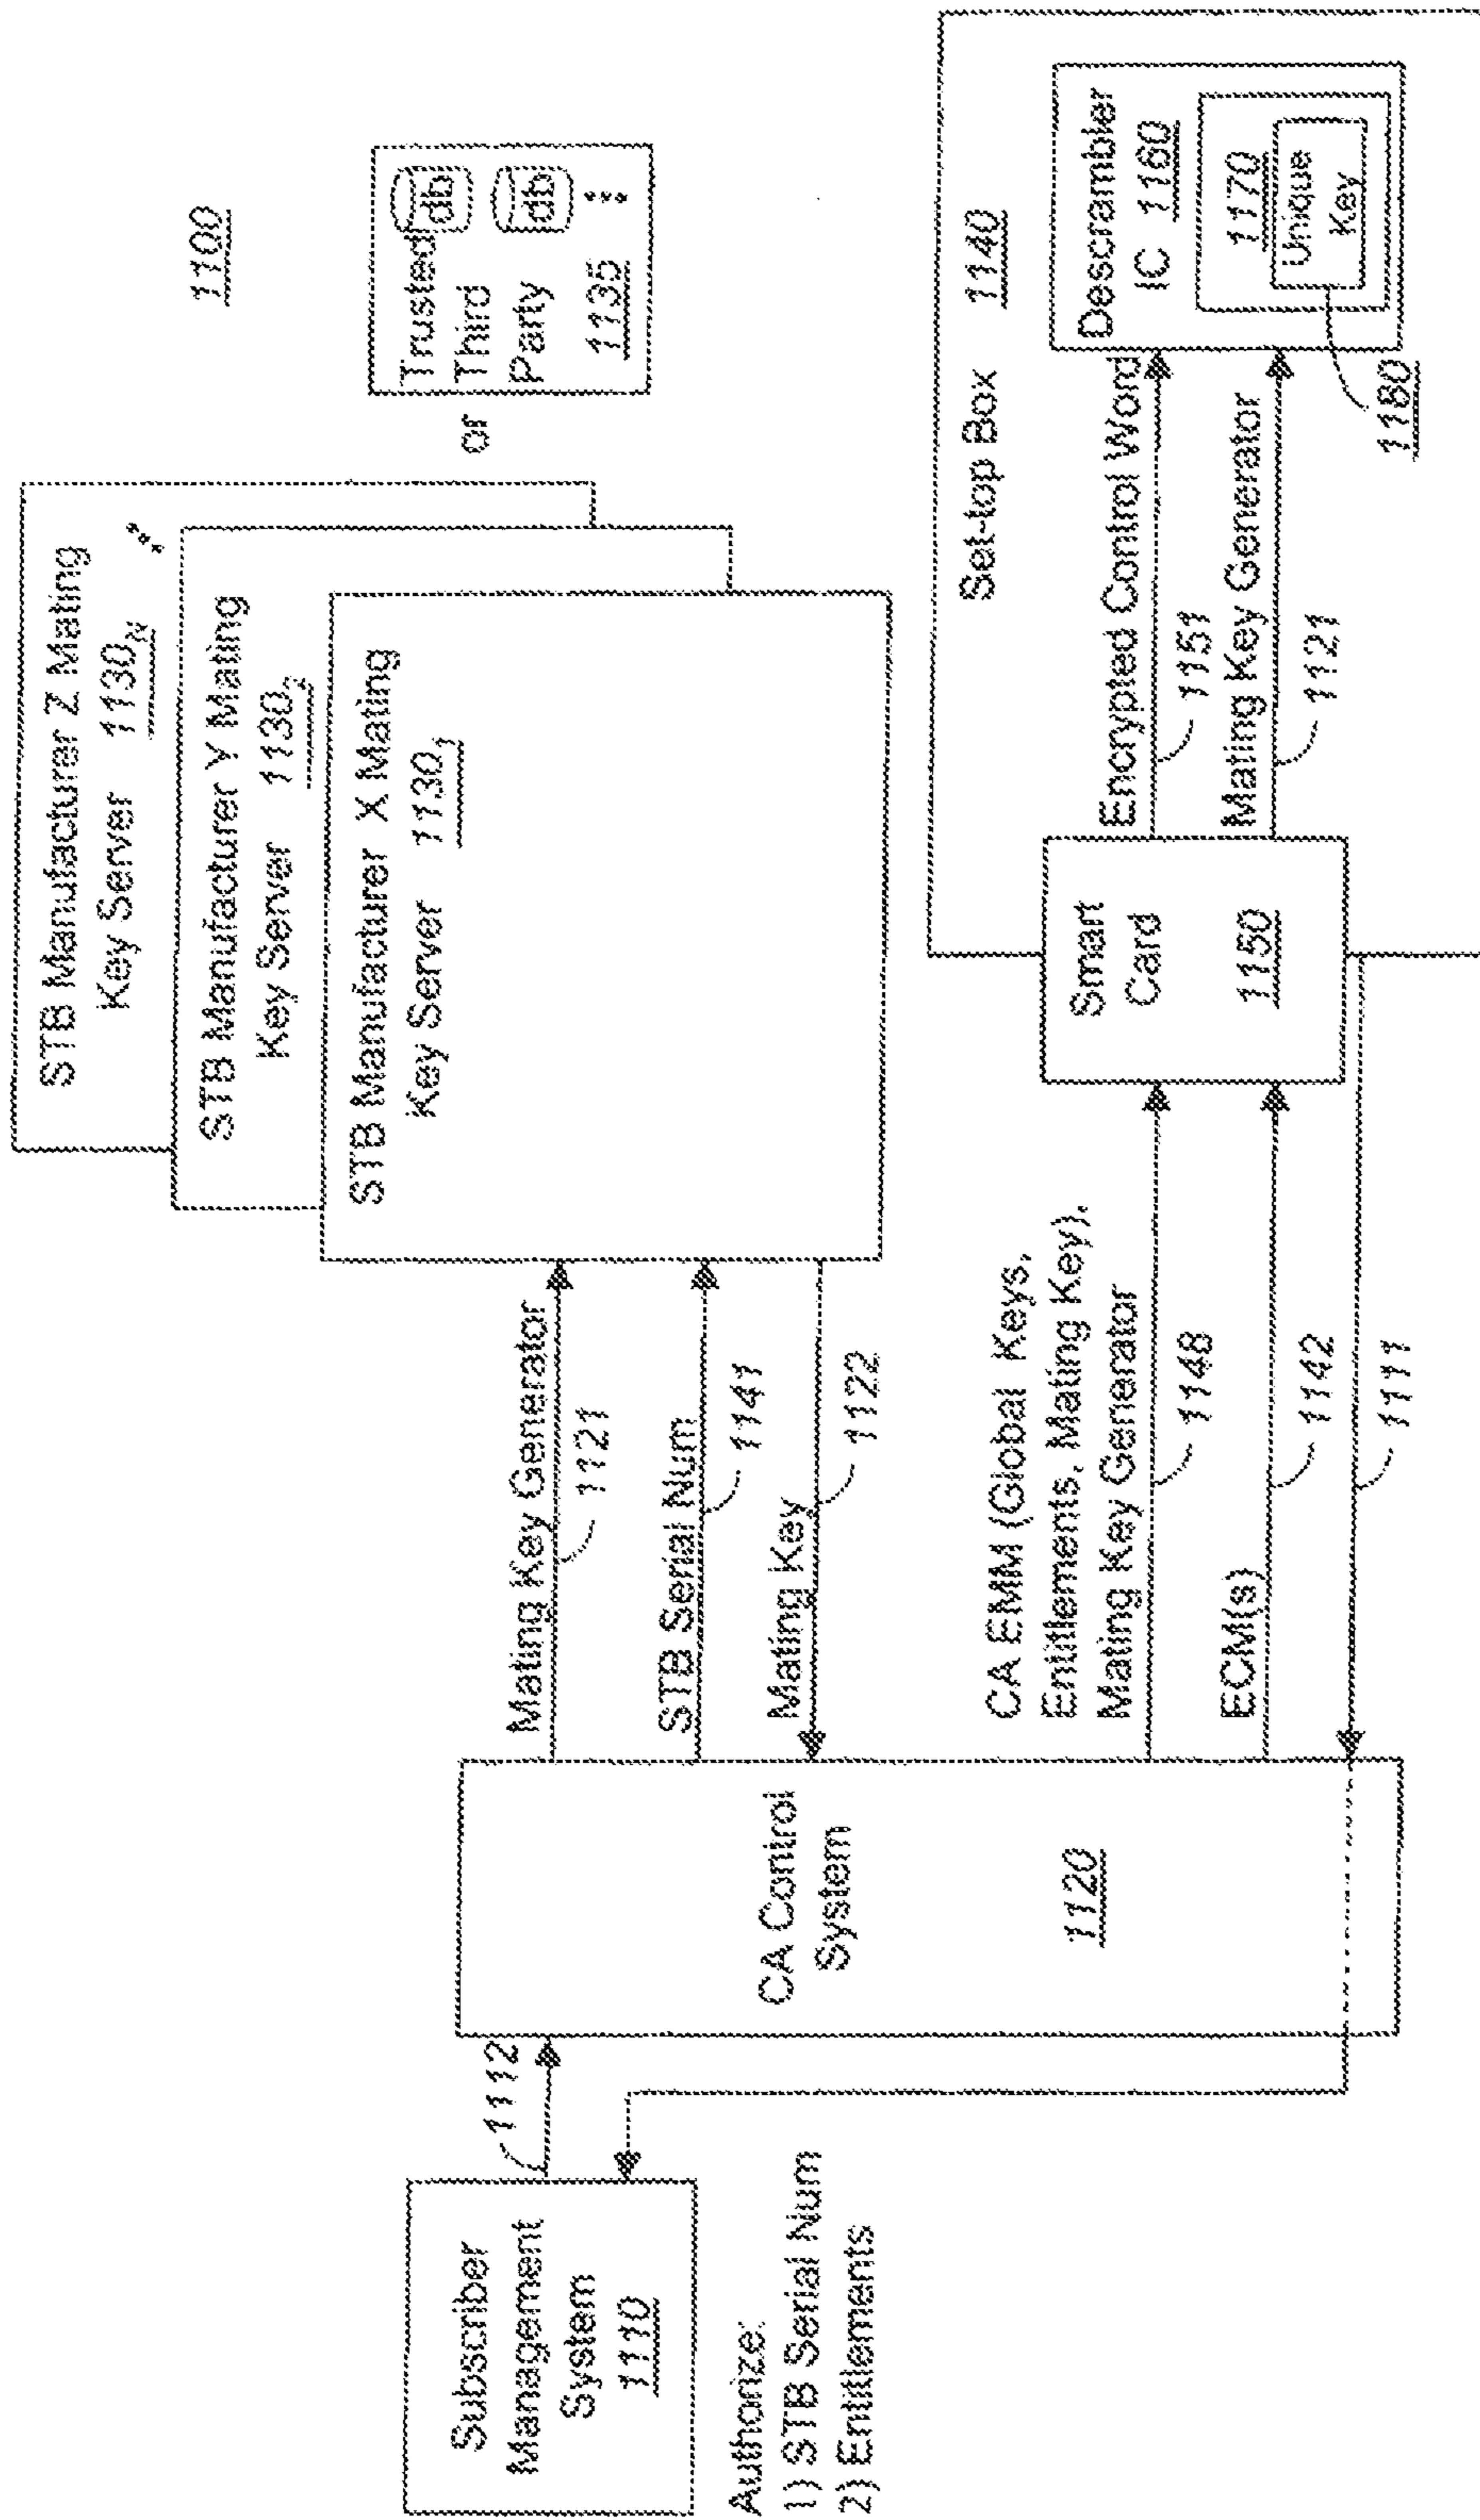 1100
STB Manufacturer Z Mating
Key Server 1130N
STB Manufacturer Y Mating
Key Server 11302
STB Manufacturer X Mating
Key Server 11301
or
Trusted
Third
Party
1135
db
db
Subscriber
Management
System
1110
1112
Authorize:
1) STB Serial Num
2) Entitlements
CA Control
System
1120
Mating Key Generator
1121
STB Serial Num
1141
Mating Key
1122
CA EMM (Global Keys,
Entitlements, Mating Key),
Mating Key Generator
1148
ECM(s)
1142
1111
Smart
Card
1150
Set-top Box 1140
Encrypted Control Word
1151
Mating Key Generator
1121
Descrambler
IC 1160
1170
Unique
Key
1180